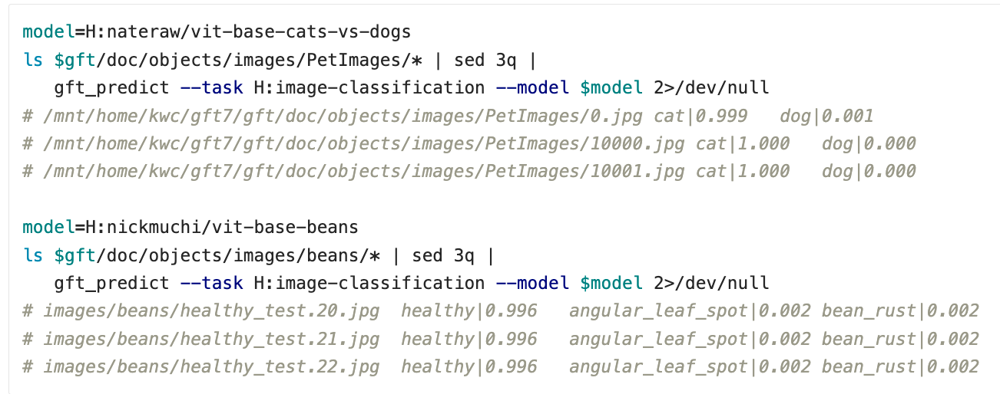 model=H:nateraw/vit-base-cats-vs-dogs
ls $gft/doc/objects/images/PetImages/* | sed 3q |
   gft_predict --task H:image-classification --model $model 2>/dev/null
# /mnt/home/kwc/gft7/gft/doc/objects/images/PetImages/0.jpg cat|0.999   dog|0.001
# /mnt/home/kwc/gft7/gft/doc/objects/images/PetImages/10000.jpg cat|1.000   dog|0.000
# /mnt/home/kwc/gft7/gft/doc/objects/images/PetImages/10001.jpg cat|1.000   dog|0.000

model=H:nickmuchi/vit-base-beans
ls $gft/doc/objects/images/beans/* | sed 3q |
   gft_predict --task H:image-classification --model $model 2>/dev/null
# images/beans/healthy_test.20.jpg  healthy|0.996   angular_leaf_spot|0.002 bean_rust|0.002
# images/beans/healthy_test.21.jpg  healthy|0.996   angular_leaf_spot|0.002 bean_rust|0.002
# images/beans/healthy_test.22.jpg  healthy|0.996   angular_leaf_spot|0.002 bean_rust|0.002